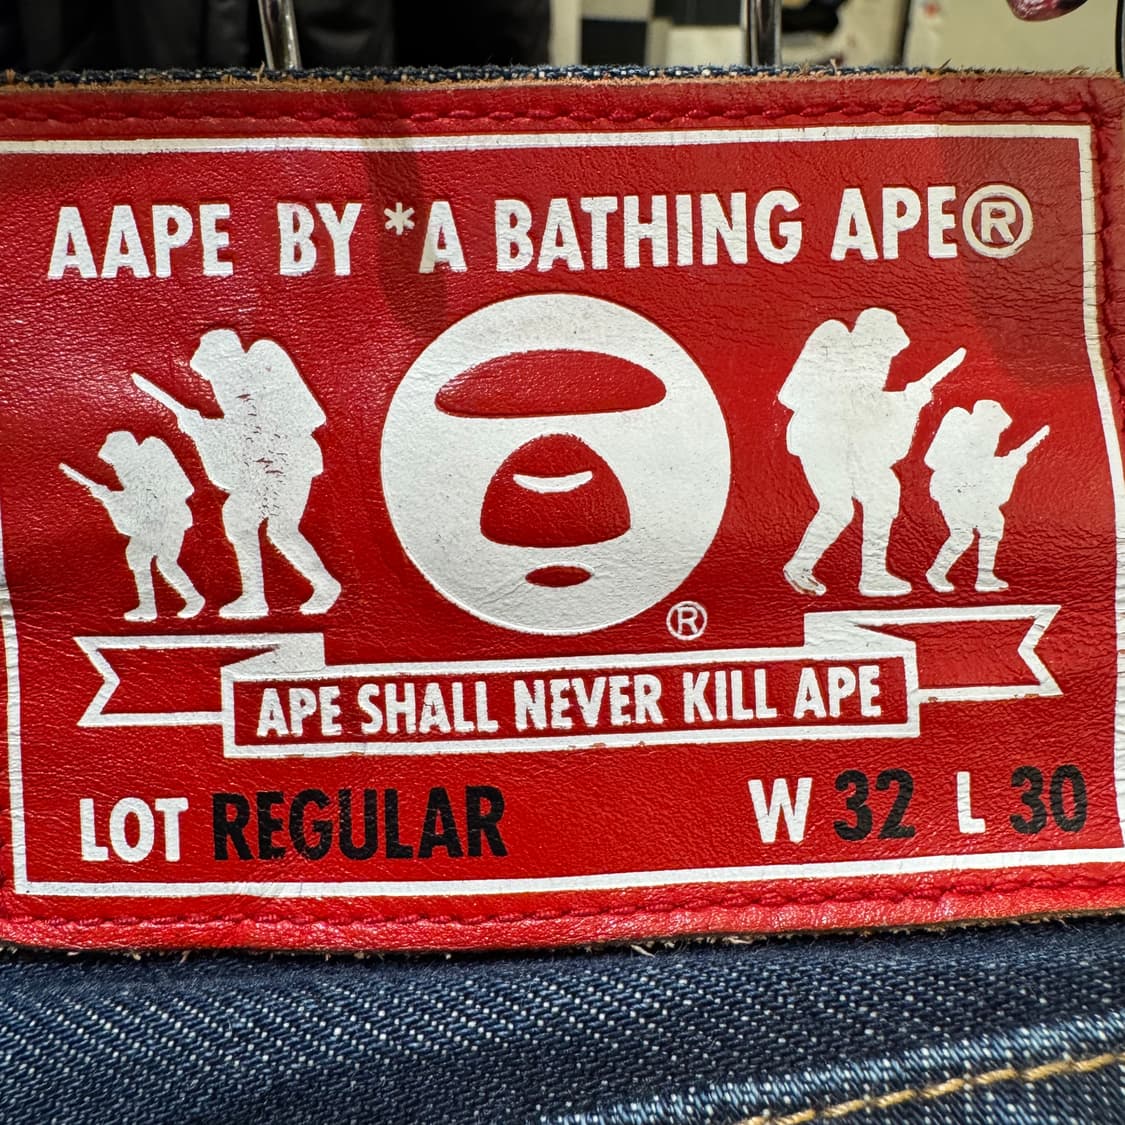 AAPE BY *A BATHING APE®
®
APE SHALL NEVER KILL APE
LOT REGULAR W 32 L 30